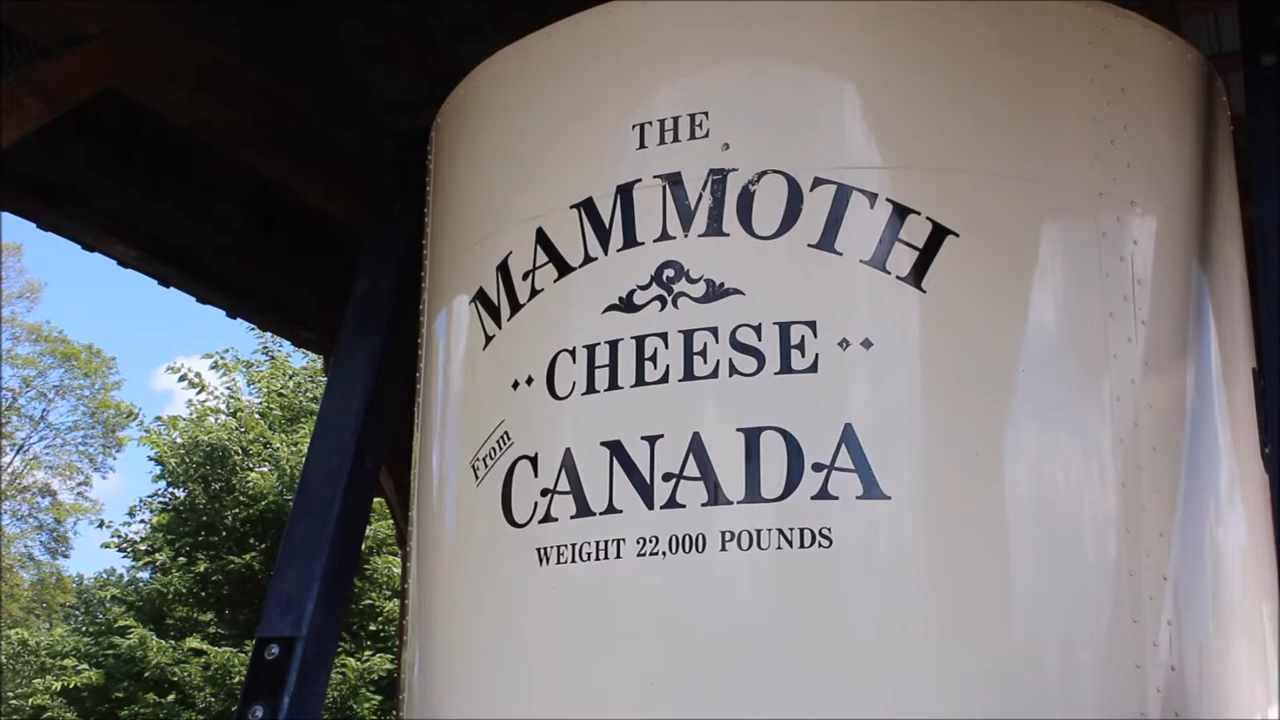 THE
MAMMOTH
CHEESE
From
CANADA
WEIGHT 22,000 POUNDS